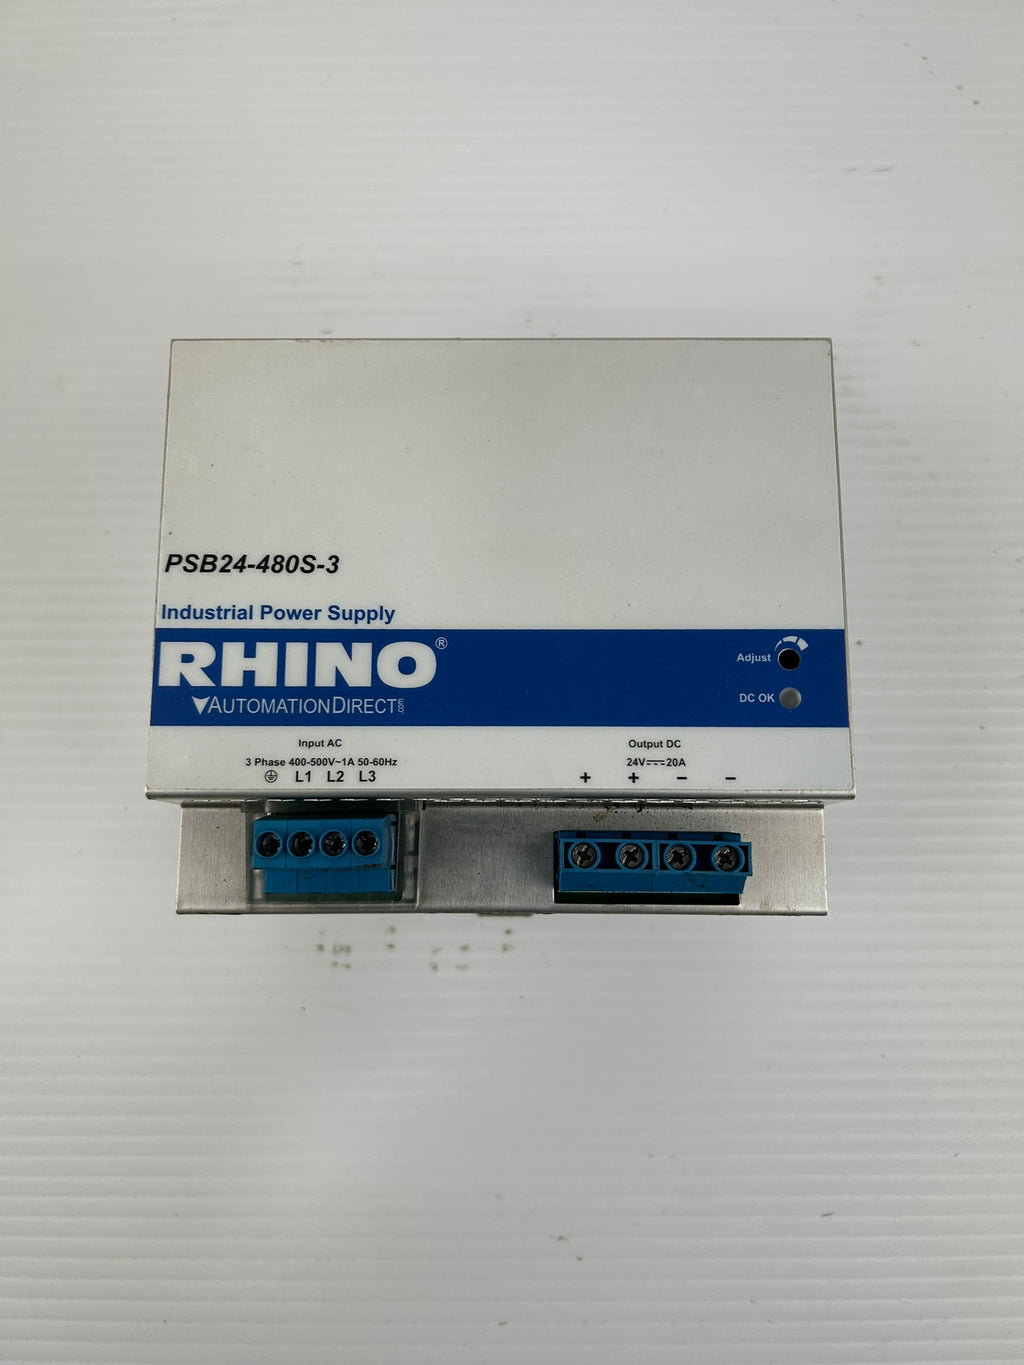 PSB24-480S-3
Industrial Power Supply
RHINO®
AUTOMATIONDIRECT.com
Adjust
DC OK
Input AC
3 Phase 400-500V~1A 50-60Hz
L1 L2 L3
Output DC
24V⎓20A
+ + − −